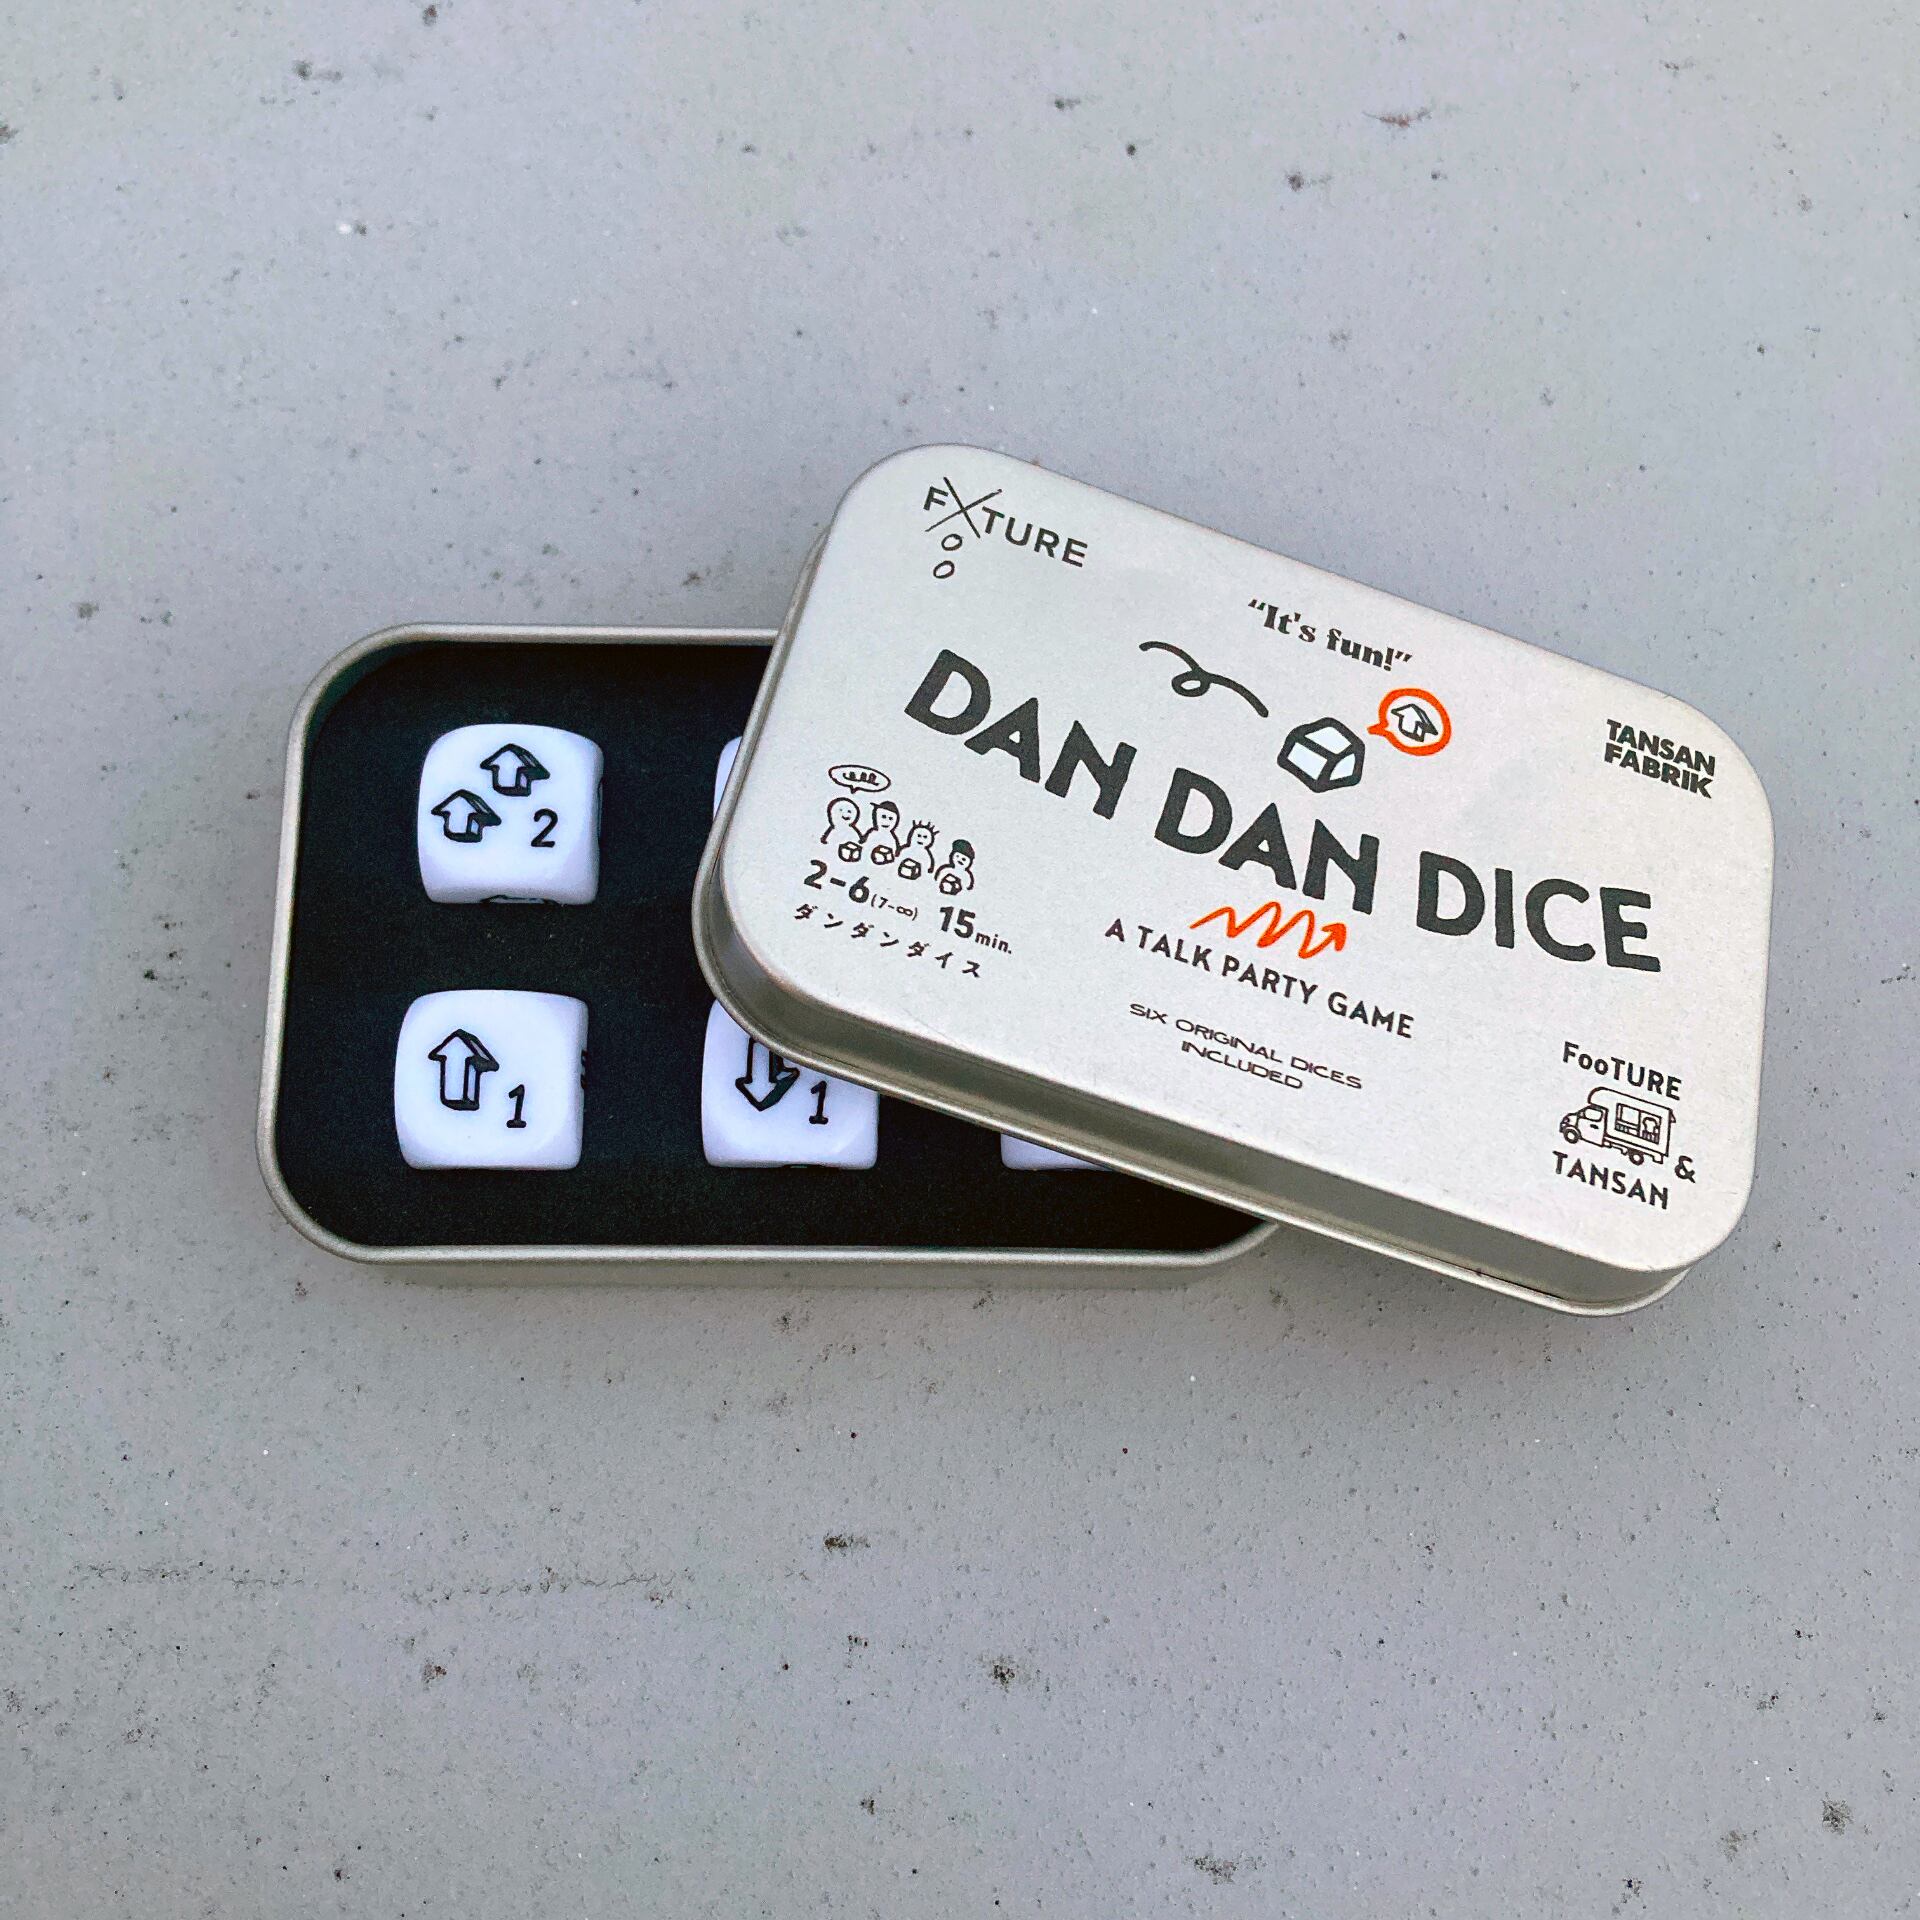 FXTURE
OO
"It's fun!"
DAN DAN DICE
TANSAN
FABRIK
2-6(7-∞) 15min.
ダンダンダイス
A TALK PARTY GAME
SIX ORIGINAL DICES
INCLUDED
FooTURE
&
TANSAN
2
1
1